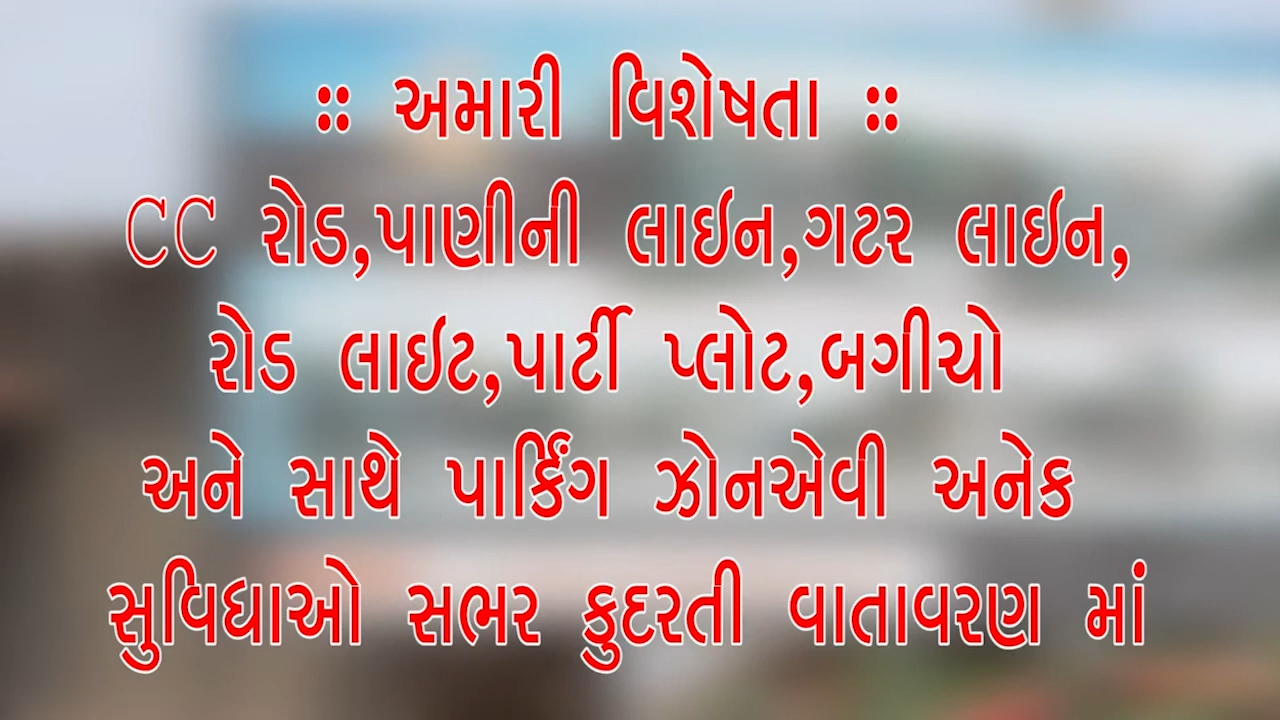 :: અમારી વિશેષતા ::
CC રોડ,પાણીની લાઇન,ગટર લાઇન,
રોડ લાઇટ,પાર્ટી પ્લોટ,બગીચો
અને સાથે પાર્કિંગ ઝોનએવી અનેક
સુવિધાઓ સભર કુદરતી વાતાવરણ માં